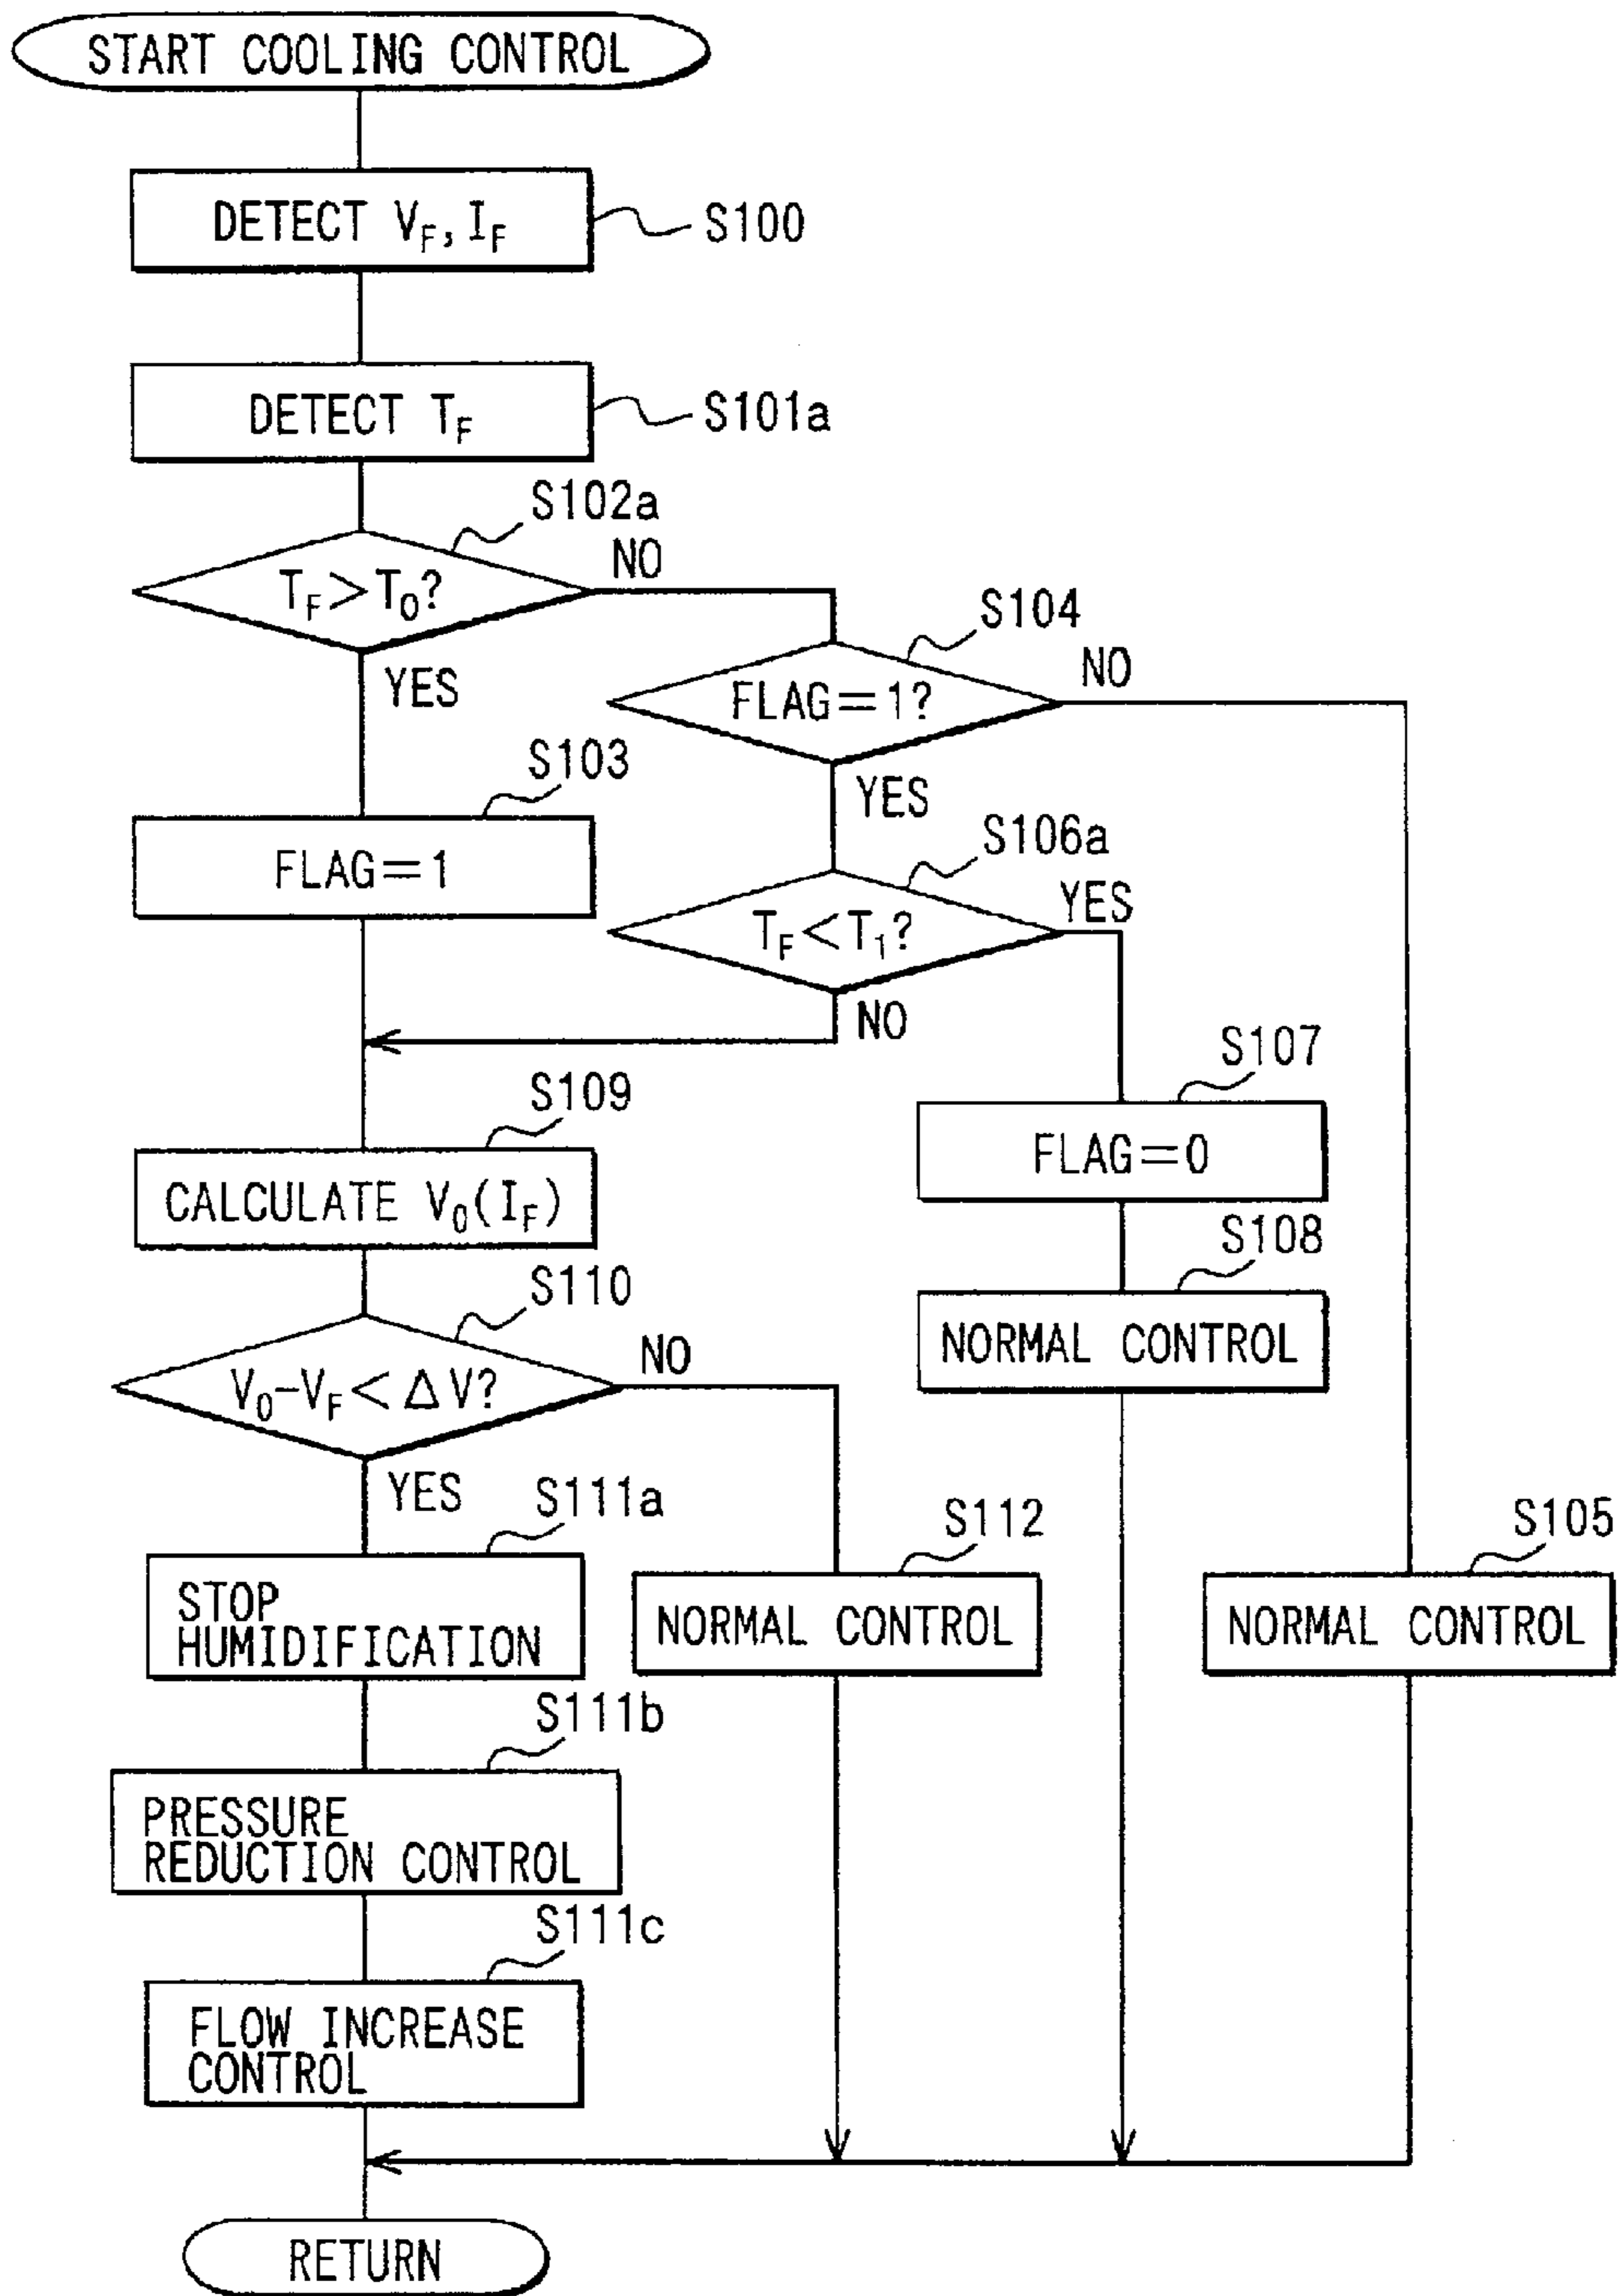 START COOLING CONTROL
DETECT V_F, I_F
S100
DETECT T_F
S101a
S102a
T_F>T_0?
NO
YES
S104
FLAG=1?
NO
YES
S103
FLAG=1
S106a
T_F<T_1?
YES
NO
S107
FLAG=0
S109
CALCULATE V_0(I_F)
S108
NORMAL CONTROL
S110
V_0-V_F<ΔV?
NO
YES
S111a
STOP
HUMIDIFICATION
S112
NORMAL CONTROL
S105
NORMAL CONTROL
S111b
PRESSURE
REDUCTION CONTROL
S111c
FLOW INCREASE
CONTROL
RETURN